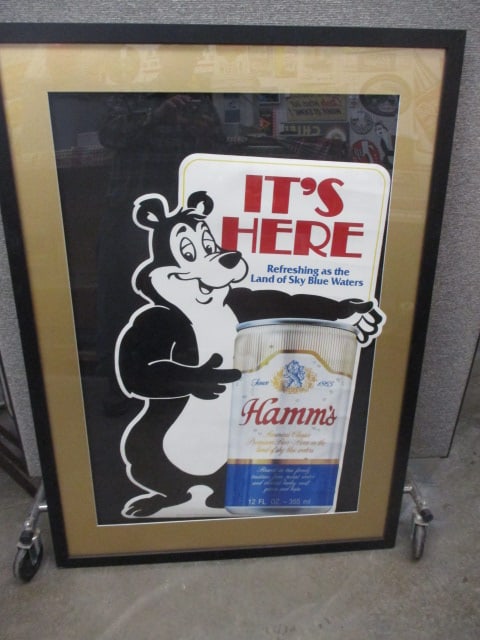 IT'S
HERE
Refreshing as the
Land of Sky Blue Waters
Since 1865
Hamm's
12 FL. OZ. – 355 ml